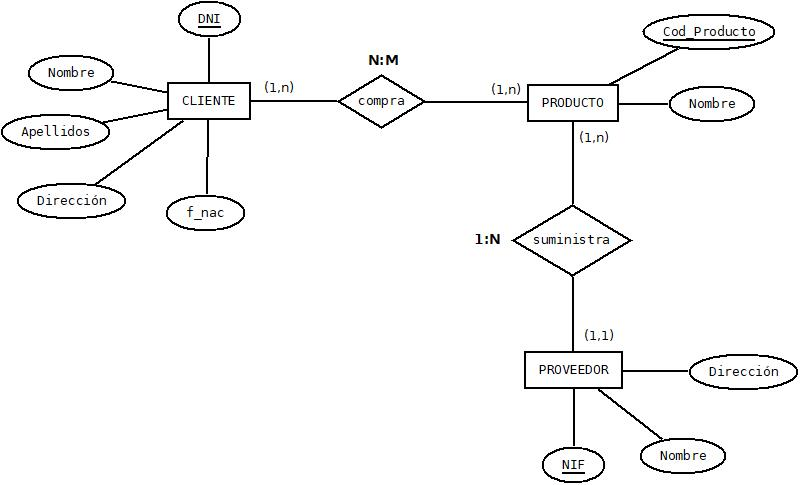 DNI
Cod_Producto
N:M
Nombre
(1,n)
(1,n)
CLIENTE
compra
PRODUCTO
Nombre
Apellidos
(1,n)
Dirección
f_nac
1:N
suministra
(1,1)
PROVEEDOR
Dirección
Nombre
NIF